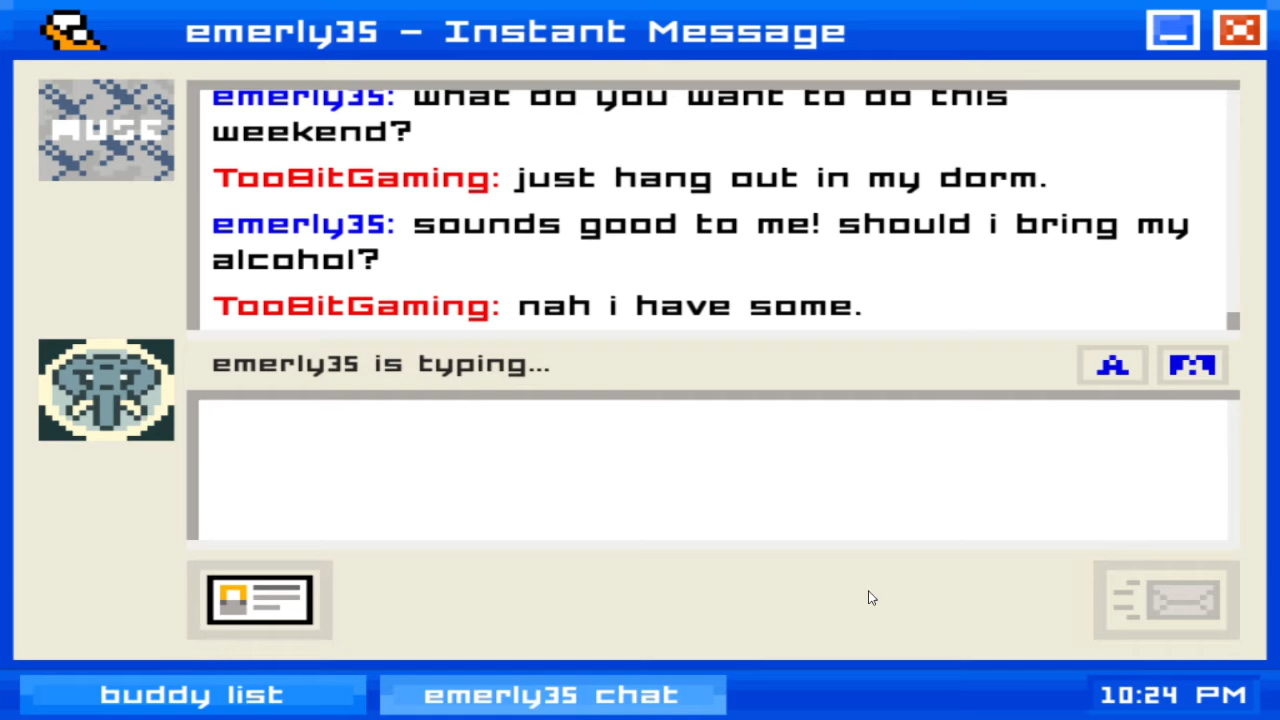 emerly35 - Instant Message
MUSE
emerly35: what do you want to do this
weekend?
TooBitGaming: just hang out in my dorm.
emerly35: sounds good to me! should i bring my
alcohol?
TooBitGaming: nah i have some.
emerly35 is typing...
A
buddy list
emerly35 chat
10:24 PM